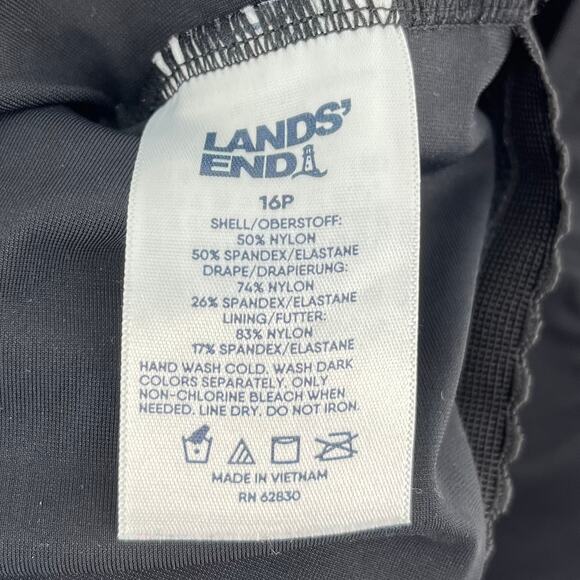 LANDS'
END
16P
SHELL/OBERSTOFF:
50% NYLON
50% SPANDEX/ELASTANE
DRAPE/DRAPIERUNG:
74% NYLON
26% SPANDEX/ELASTANE
LINING/FUTTER:
83% NYLON
17% SPANDEX/ELASTANE
HAND WASH COLD. WASH DARK
COLORS SEPARATELY. ONLY
NON-CHLORINE BLEACH WHEN
NEEDED. LINE DRY. DO NOT IRON.
MADE IN VIETNAM
RN 62830